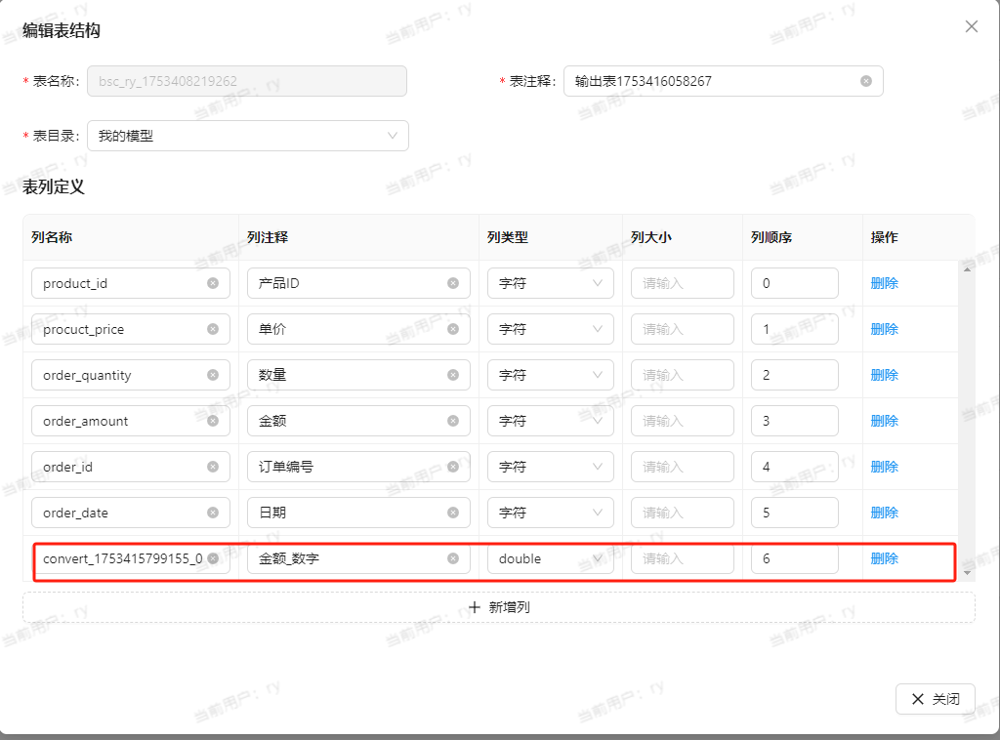 编辑表结构
* 表名称: bsc_ry_1753408219262
* 表注释: 输出表1753416058267
* 表目录: 我的模型
表列定义
列名称 列注释 列类型 列大小 列顺序 操作
product_id 产品ID 字符 请输入 0 删除
procuct_price 单价 字符 请输入 1 删除
order_quantity 数量 字符 请输入 2 删除
order_amount 金额 字符 请输入 3 删除
order_id 订单编号 字符 请输入 4 删除
order_date 日期 字符 请输入 5 删除
convert_1753415799155_0 金额_数字 double 请输入 6 删除
+ 新增列
关闭
当前用户: ry